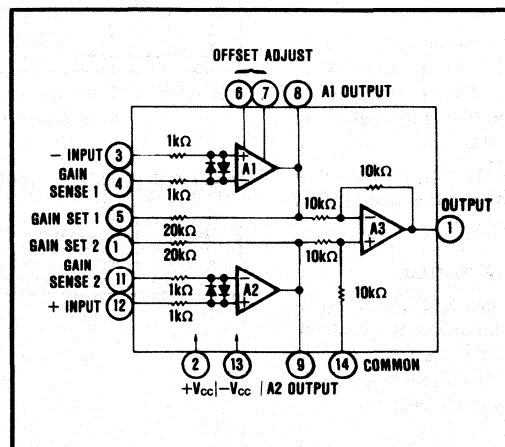 OFFSET ADJUST
6 7 8 A1 OUTPUT
1kΩ
− INPUT 3
+ A1 −
10kΩ
GAIN SENSE 1 4
1kΩ
OUTPUT
GAIN SET 1 5
20kΩ
10kΩ
− A3 +
1
GAIN SET 2 1
20kΩ
10kΩ
GAIN SENSE 2 11
1kΩ
− A2 +
10kΩ
+ INPUT 12
1kΩ
2 13 9 14 COMMON
+VCC −VCC A2 OUTPUT